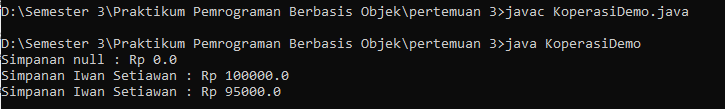 D:\Semester 3\Praktikum Pemrograman Berbasis Objek\pertemuan 3>javac KoperasiDemo.java
D:\Semester 3\Praktikum Pemrograman Berbasis Objek\pertemuan 3>java KoperasiDemo
Simpanan null : Rp 0.0
Simpanan Iwan Setiawan : Rp 100000.0
Simpanan Iwan Setiawan : Rp 95000.0